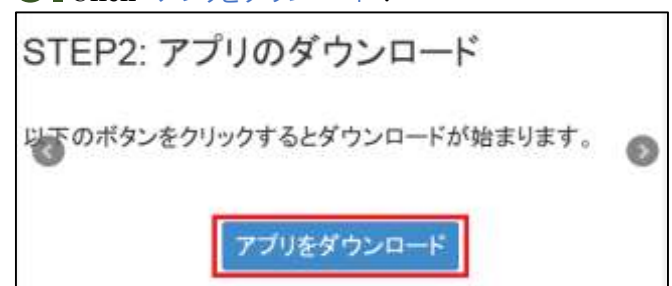 STEP2: アプリのダウンロード
以下のボタンをクリックするとダウンロードが始まります。
アプリをダウンロード